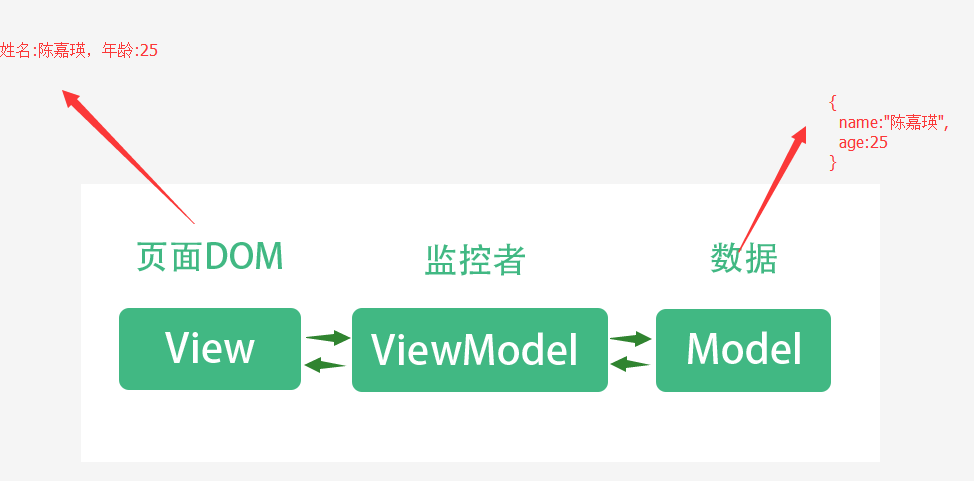 姓名:陈嘉瑛，年龄:25
{
name:"陈嘉瑛",
age:25
}
页面DOM
监控者
数据
View
ViewModel
Model